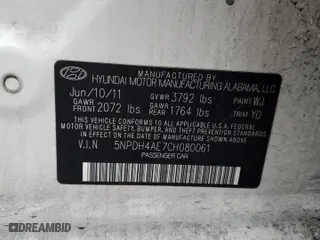 MANUFACTURED BY
HYUNDAI MOTOR MANUFACTURING ALABAMA, LLC
Jun/10/11 GVWR 3792 lbs PAINT WJ
GAWR FRONT 2072 lbs GAWR REAR 1764 lbs TRIM YD
THIS VEHICLE CONFORMS TO ALL APPLICABLE U.S.
FEDERAL MOTOR VEHICLE SAFETY, BUMPER, AND
THEFT PREVENTION STANDARDS IN EFFECT ON THE
DATE OF MANUFACTURE SHOWN ABOVE.
V.I.N 5NPDH4AE7CH080061
PASSENGER CAR